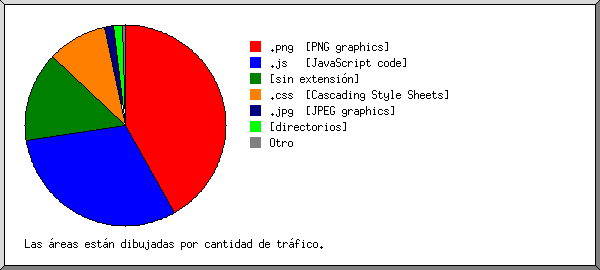 .png  [PNG graphics]
.js   [JavaScript code]
[sin extensión]
.css  [Cascading Style Sheets]
.jpg  [JPEG graphics]
[directorios]
Otro
Las áreas están dibujadas por cantidad de tráfico.